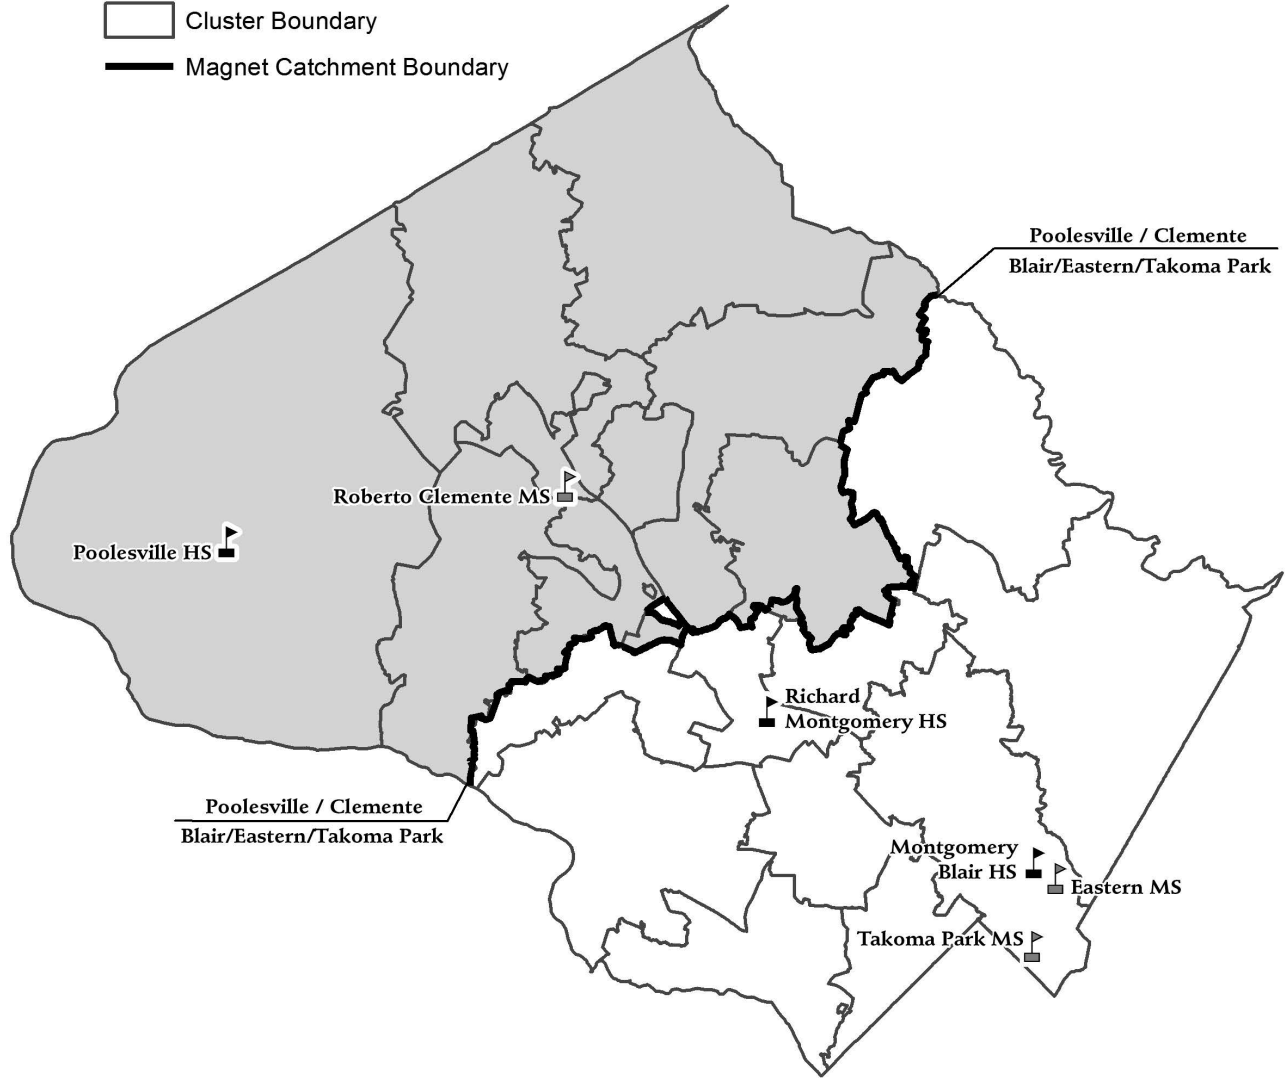 Cluster Boundary
Magnet Catchment Boundary
Poolesville / Clemente
Blair/Eastern/Takoma Park
Roberto Clemente MS
Poolesville HS
Richard
Montgomery HS
Poolesville / Clemente
Blair/Eastern/Takoma Park
Montgomery
Blair HS
Eastern MS
Takoma Park MS